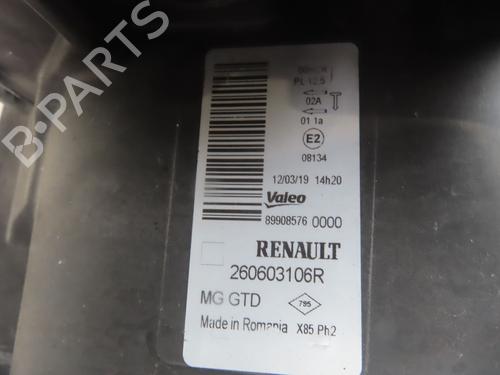 B-PARTS
PL 12,5
02A
01 1a
E2
08134
12/03/19 14h20
Valeo
89908576 0000
RENAULT
260603106R
MG GTD
795
Made in Romania X85 Ph2